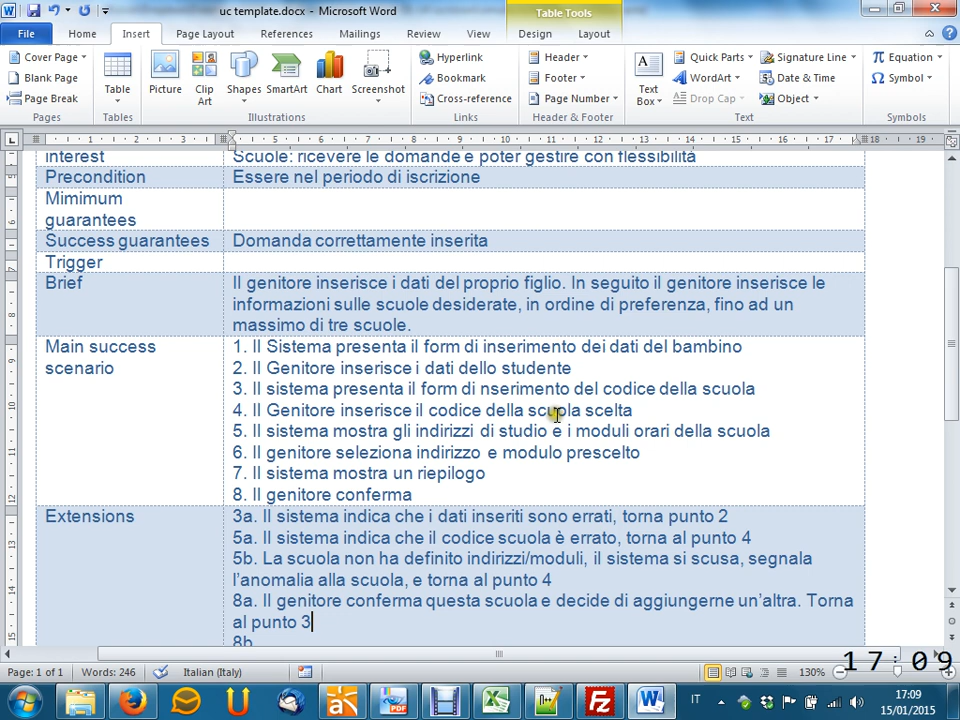 uc template.docx - Microsoft Word
Table Tools
File
Home
Insert
Page Layout
References
Mailings
Review
View
Design
Layout
Cover Page
Blank Page
Page Break
Pages
Table
Tables
Picture
Clip Art
Shapes
SmartArt
Chart
Screenshot
Illustrations
Hyperlink
Bookmark
Cross-reference
Links
Header
Footer
Page Number
Header & Footer
Text Box
Quick Parts
WordArt
Drop Cap
Signature Line
Date & Time
Object
Text
Equation
Symbol
Symbols
interest
Scuole: ricevere le domande e poter gestire con flessibilità
Precondition
Essere nel periodo di iscrizione
Mimimum
guarantees
Success guarantees
Domanda correttamente inserita
Trigger
Brief
Il genitore inserisce i dati del proprio figlio. In seguito il genitore inserisce le
informazioni sulle scuole desiderate, in ordine di preferenza, fino ad un
massimo di tre scuole.
Main success
scenario
1. Il Sistema presenta il form di inserimento dei dati del bambino
2. Il Genitore inserisce i dati dello studente
3. Il sistema presenta il form di nserimento del codice della scuola
4. Il Genitore inserisce il codice della scuola scelta
5. Il sistema mostra gli indirizzi di studio e i moduli orari della scuola
6. Il genitore seleziona indirizzo e modulo prescelto
7. Il sistema mostra un riepilogo
8. Il genitore conferma
Extensions
3a. Il sistema indica che i dati inseriti sono errati, torna punto 2
5a. Il sistema indica che il codice scuola è errato, torna al punto 4
5b. La scuola non ha definito indirizzi/moduli, il sistema si scusa, segnala
l'anomalia alla scuola, e torna al punto 4
8a. Il genitore conferma questa scuola e decide di aggiungerne un'altra. Torna
al punto 3
8b
Page: 1 of 1
Words: 246
Italian (Italy)
130%
17:09
IT
17:09
15/01/2015